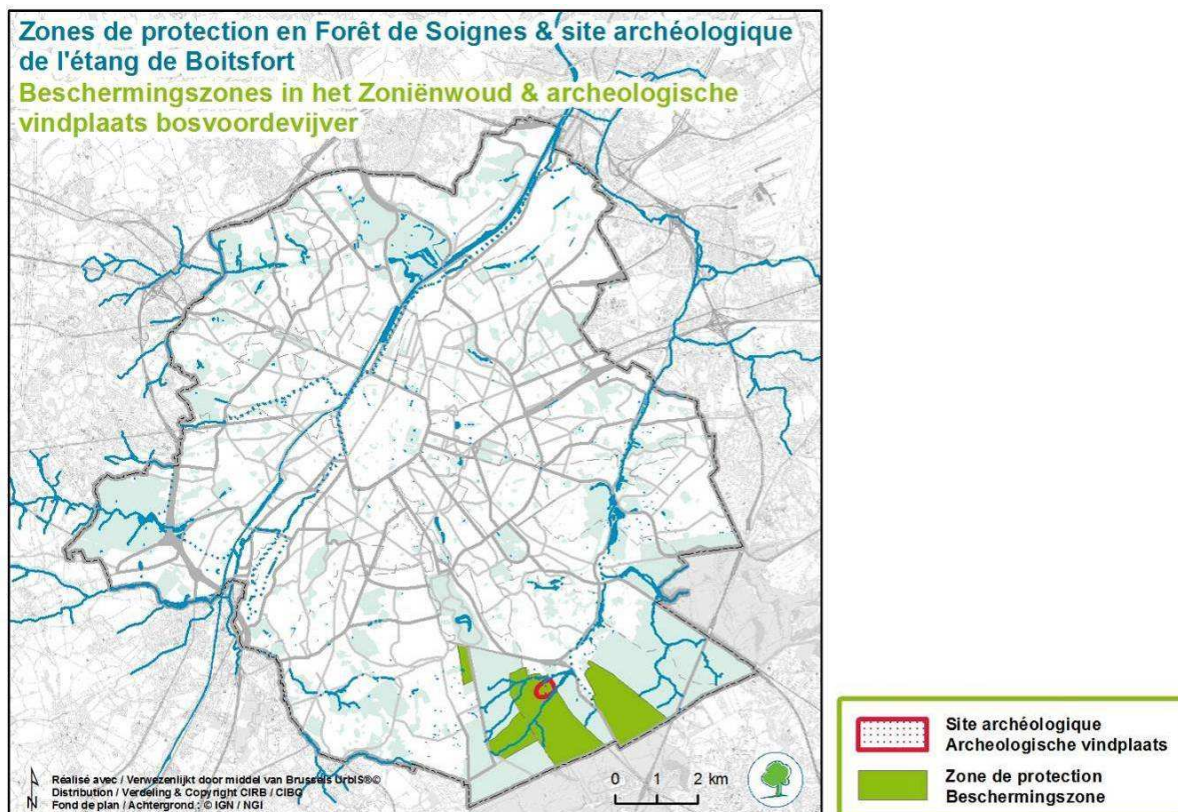 Zones de protection en Forêt de Soignes & site archéologique
de l'étang de Boitsfort
Beschermingszones in het Zoniënwoud & archeologische
vindplaats bosvoordevijver
N
Réalisé avec / Verwezenlijkt door middel van Brussels UrbIS®©
Distribution / Verdeling & Copyright CIRB / CIBG
Fond de plan / Achtergrond : © IGN / NGI
0 1 2 km
Site archéologique
Archeologische vindplaats
Zone de protection
Beschermingszone